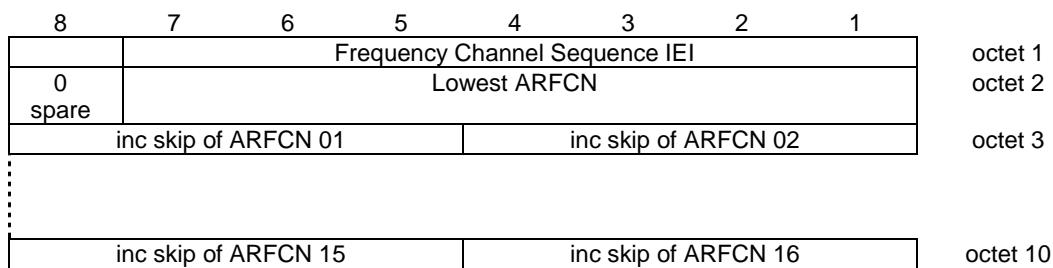 8 7 6 5 4 3 2 1
Frequency Channel Sequence IEI octet 1
0 Lowest ARFCN octet 2
spare
inc skip of ARFCN 01 inc skip of ARFCN 02 octet 3
inc skip of ARFCN 15 inc skip of ARFCN 16 octet 10